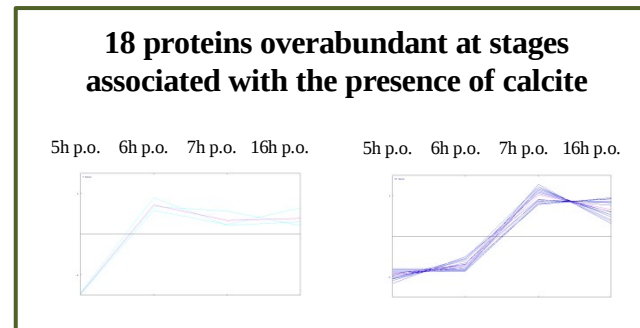 18 proteins overabundant at stages
associated with the presence of calcite
5h p.o. 6h p.o. 7h p.o. 16h p.o. 5h p.o. 6h p.o. 7h p.o. 16h p.o.